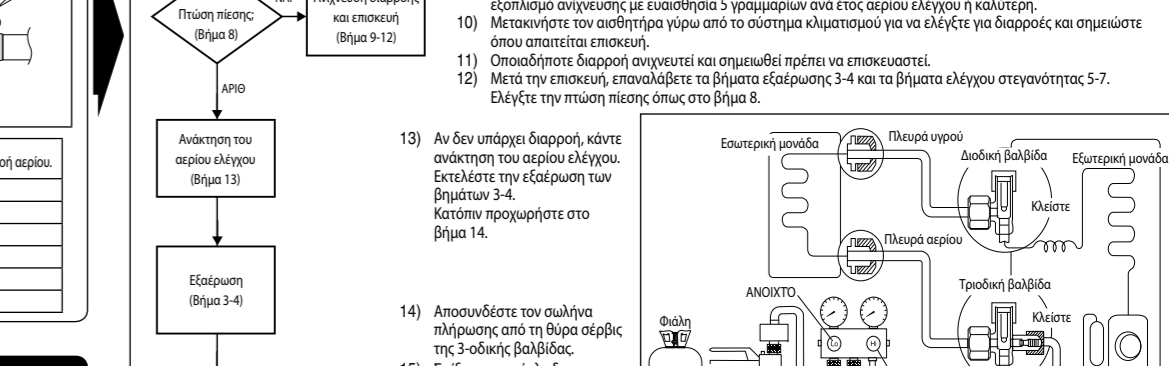 εξοπλισμό ανίχνευσης με ευαισθησία 5 γραμμαρίων ανά έτος αερίου ελέγχου ή καλύτερη.
10) Μετακινήστε τον αισθητήρα γύρω από το σύστημα κλιματισμού για να ελέγξτε για διαρροές και σημειώστε
όπου απαιτείται επισκευή.
11) Οποιαδήποτε διαρροή ανιχνευτεί και σημειωθεί πρέπει να επισκευαστεί.
12) Μετά την επισκευή, επαναλάβετε τα βήματα εξαέρωσης 3-4 και τα βήματα ελέγχου στεγανότητας 5-7.
Ελέγξτε την πτώση πίεσης όπως στο βήμα 8.
Πτώση πίεσης;
(Βήμα 8)
και επισκευή
(Βήμα 9-12)
ΑΡΙΘ
Ανάκτηση του
αερίου ελέγχου
(Βήμα 13)
Εξαέρωση
(Βήμα 3-4)
οή αερίου.
13) Αν δεν υπάρχει διαρροή, κάντε
ανάκτηση του αερίου ελέγχου.
Εκτελέστε την εξαέρωση των
βημάτων 3-4.
Κατόπιν προχωρήστε στο
βήμα 14.
14) Αποσυνδέστε τον σωλήνα
πλήρωσης από τη θύρα σέρβις
της 3-οδικής βαλβίδας.
Εσωτερική μονάδα
Πλευρά υγρού
Διοδική βαλβίδα
Εξωτερική μονάδα
Κλείστε
Πλευρά αερίου
Τριοδική βαλβίδα
Κλείστε
ΑΝΟΙΧΤΌ
Φιάλη
Lo
Hi